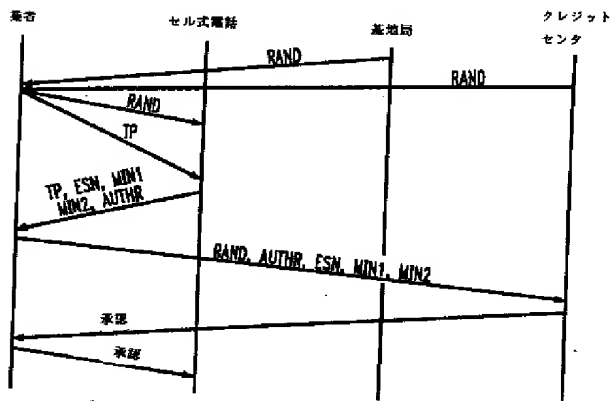 業者
セル式電話
基地局
クレジット
センタ
RAND
RAND
RAND
TP
TP, ESN, MIN1
MIN2, AUTHR
RAND, AUTHR, ESN, MIN1, MIN2
承認
承認